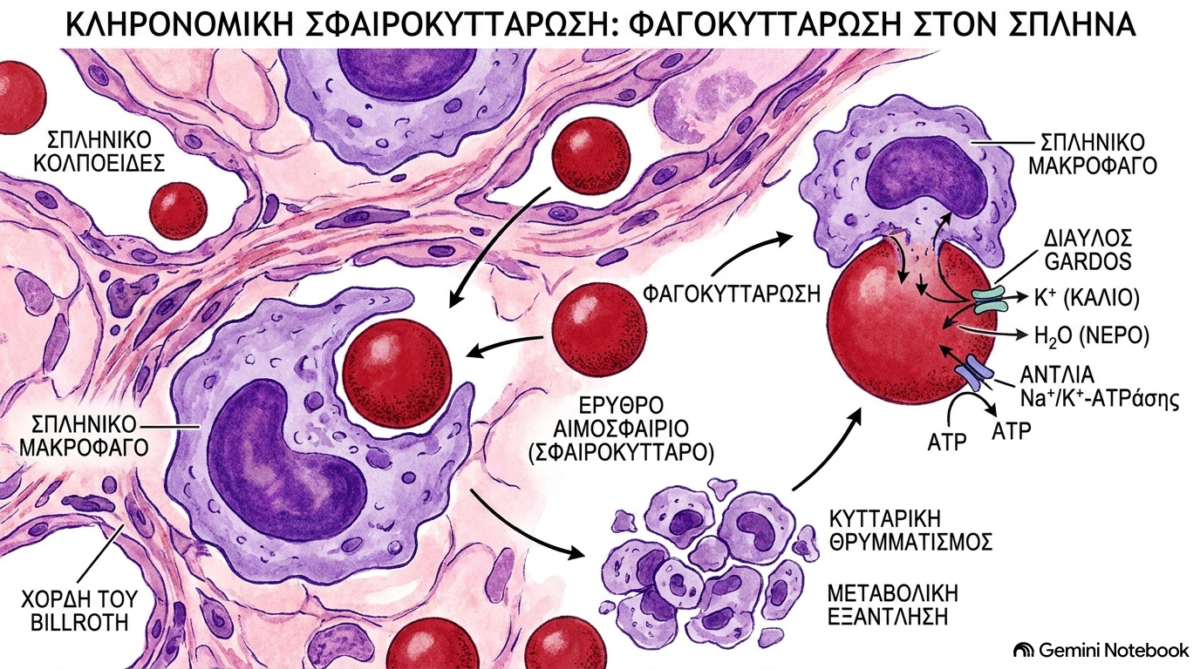 ΚΛΗΡΟΝΟΜΙΚΗ ΣΦΑΙΡΟΚΥΤΤΑΡΩΣΗ: ΦΑΓΟΚΥΤΤΑΡΩΣΗ ΣΤΟΝ ΣΠΛΗΝΑ
ΣΠΛΗΝΙΚΟ
ΚΟΛΠΟΕΙΔΕΣ
ΣΠΛΗΝΙΚΟ
ΜΑΚΡΟΦΑΓΟ
ΔΙΑΥΛΟΣ
GARDOS
ΦΑΓΟΚΥΤΤΑΡΩΣΗ
K⁺ (ΚΑΛΙΟ)
H₂O (ΝΕΡΟ)
ΑΝΤΛΙΑ
Na⁺/K⁺-ATPάσης
ATP
ATP
ΣΠΛΗΝΙΚΟ
ΜΑΚΡΟΦΑΓΟ
ΕΡΥΘΡΟ
ΑΙΜΟΣΦΑΙΡΙΟ
(ΣΦΑΙΡΟΚΥΤΤΑΡΟ)
ΚΥΤΤΑΡΙΚΗ
ΘΡΥΜΜΑΤΙΣΜΟΣ
ΜΕΤΑΒΟΛΙΚΗ
ΕΞΑΝΤΛΗΣΗ
ΧΟΡΔΗ ΤΟΥ
BILLROTH
Gemini Notebook